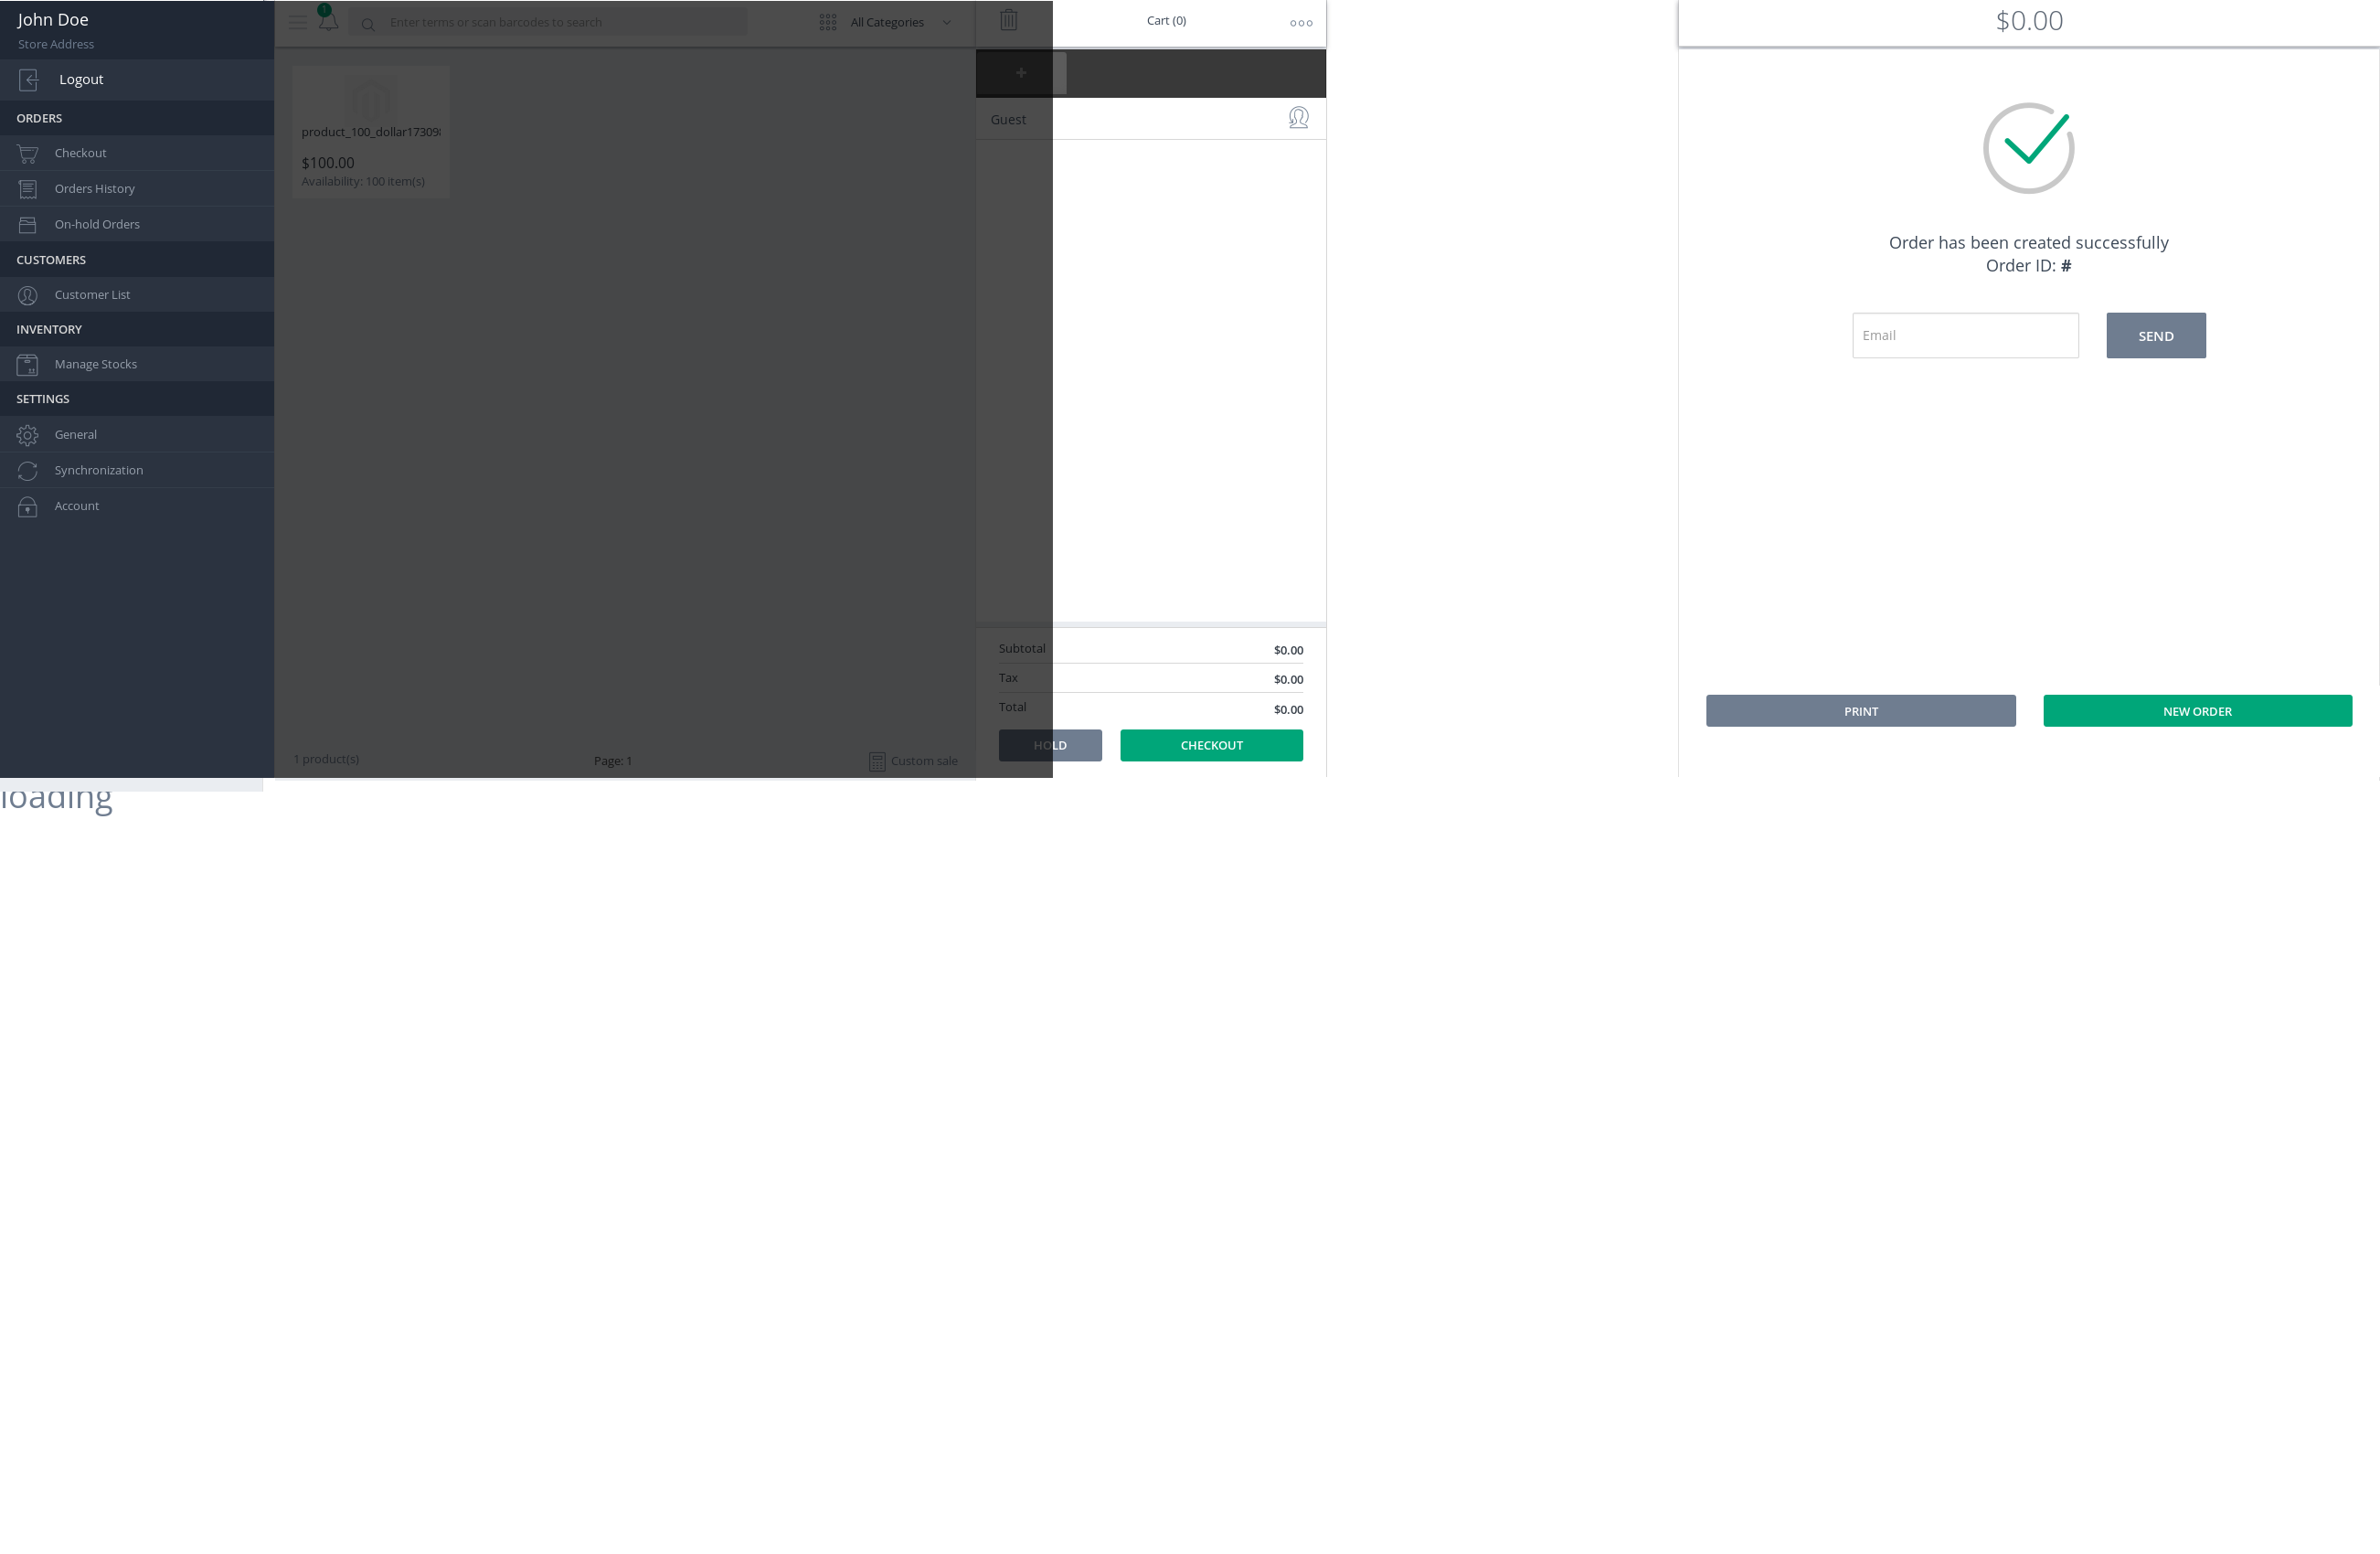 John Doe
Store Address
Logout
ORDERS
Checkout
Orders History
On-hold Orders
CUSTOMERS
Customer List
INVENTORY
Manage Stocks
SETTINGS
General
Synchronization
Account
loading
1
Enter terms or scan barcodes to search
All Categories
product_100_dollar17309
$100.00
Availability: 100 item(s)
1 product(s)
Page: 1
Custom sale
Cart (0)
+
Guest
Subtotal $0.00
Tax $0.00
Total $0.00
HOLD CHECKOUT
$0.00
Order has been created successfully
Order ID: #
Email SEND
PRINT NEW ORDER